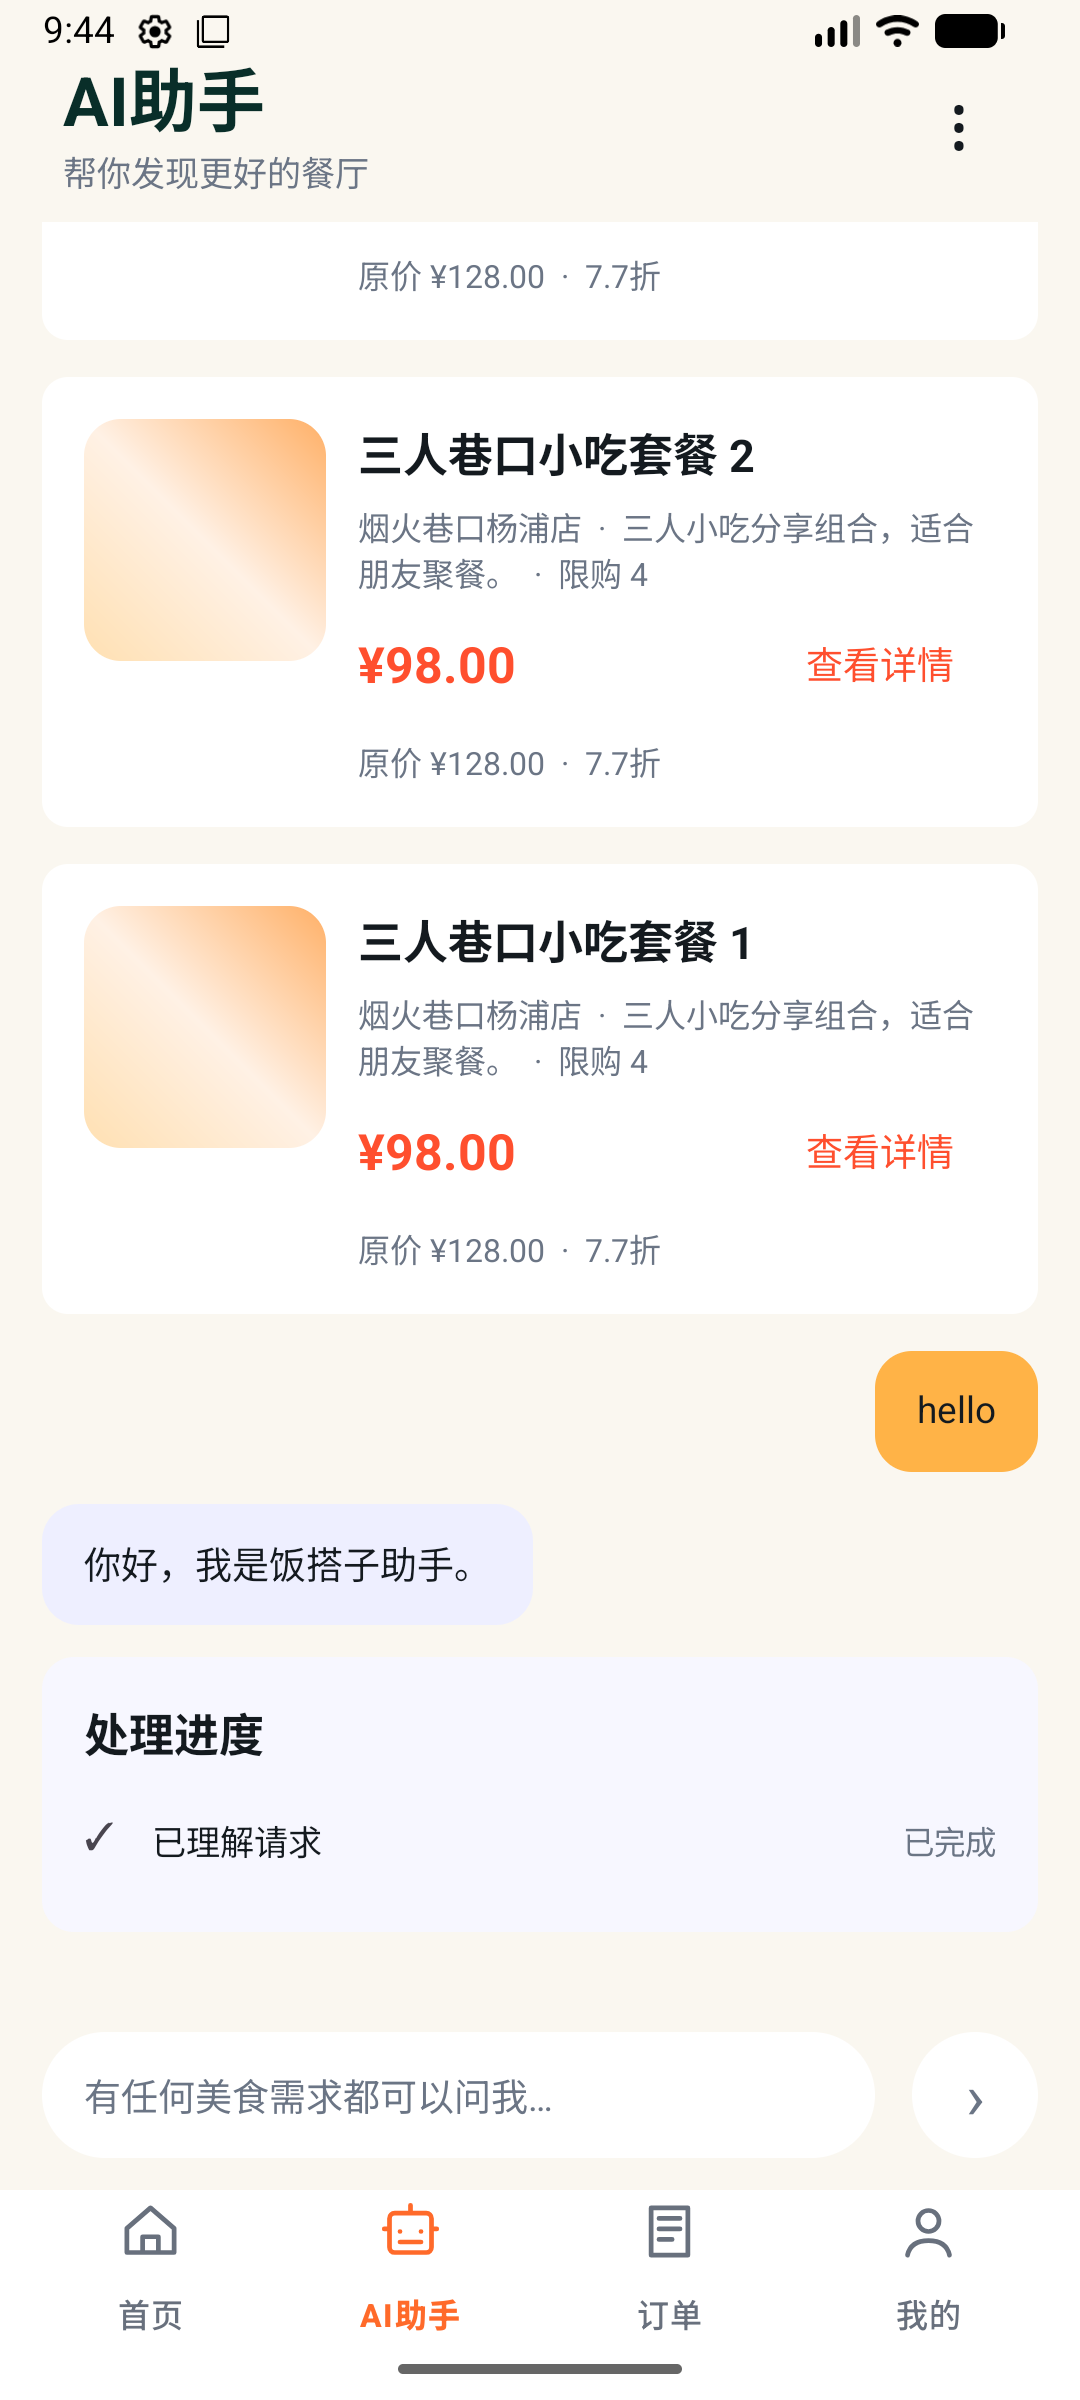 9:44
AI助手
帮你发现更好的餐厅
原价 ¥128.00 · 7.7折
三人巷口小吃套餐 2
烟火巷口杨浦店 · 三人小吃分享组合，适合
朋友聚餐。 · 限购 4
¥98.00 查看详情
原价 ¥128.00 · 7.7折
三人巷口小吃套餐 1
烟火巷口杨浦店 · 三人小吃分享组合，适合
朋友聚餐。 · 限购 4
¥98.00 查看详情
原价 ¥128.00 · 7.7折
hello
你好，我是饭搭子助手。
处理进度
✓ 已理解请求 已完成
有任何美食需求都可以问我...
首页 AI助手 订单 我的